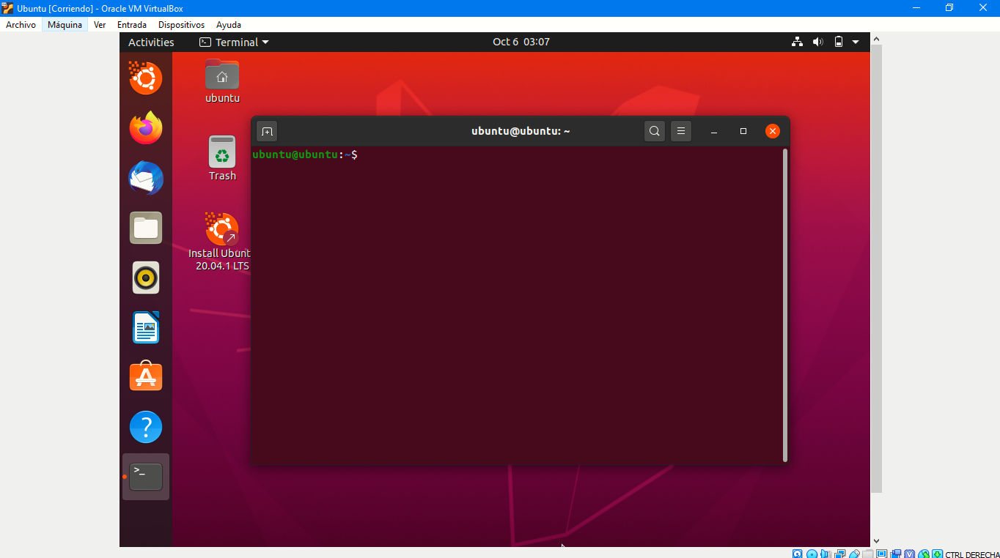 Ubuntu [Corriendo] - Oracle VM VirtualBox
Archivo Máquina Ver Entrada Dispositivos Ayuda
Activities Terminal Oct 6 03:07
ubuntu
Trash
Install Ubunt
20.04.1 LTS
ubuntu@ubuntu: ~
ubuntu@ubuntu:~$
>_
?
CTRL DERECHA